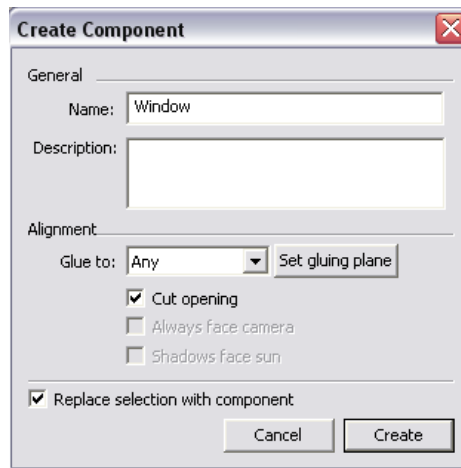 Create Component
General
Name: Window
Description:
Alignment
Glue to: Any Set gluing plane
Cut opening
Always face camera
Shadows face sun
Replace selection with component
Cancel Create